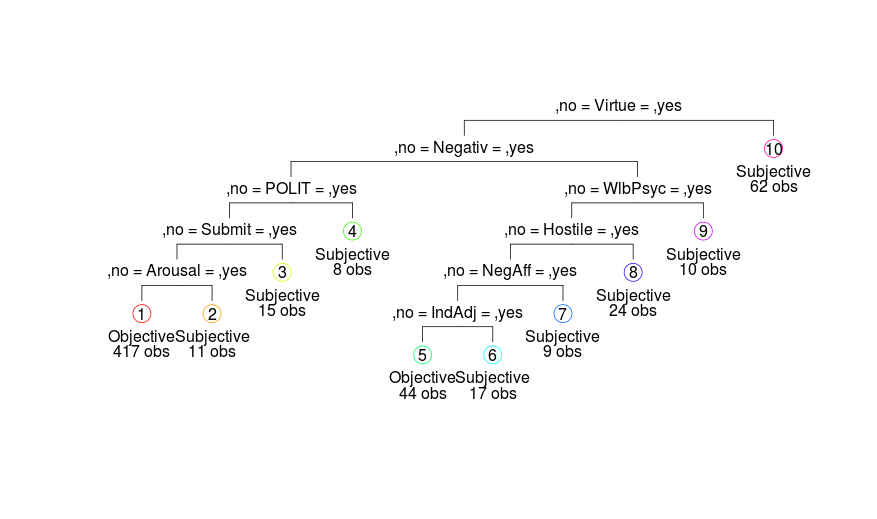 ,no = Virtue = ,yes
,no = Negativ = ,yes
10
Subjective
62 obs
,no = POLIT = ,yes
,no = WlbPsyc = ,yes
,no = Submit = ,yes
4
Subjective
8 obs
,no = Hostile = ,yes
9
Subjective
10 obs
,no = Arousal = ,yes
3
Subjective
15 obs
,no = NegAff = ,yes
8
Subjective
24 obs
1
Objective
417 obs
2
Subjective
11 obs
,no = IndAdj = ,yes
7
Subjective
9 obs
5
Objective
44 obs
6
Subjective
17 obs